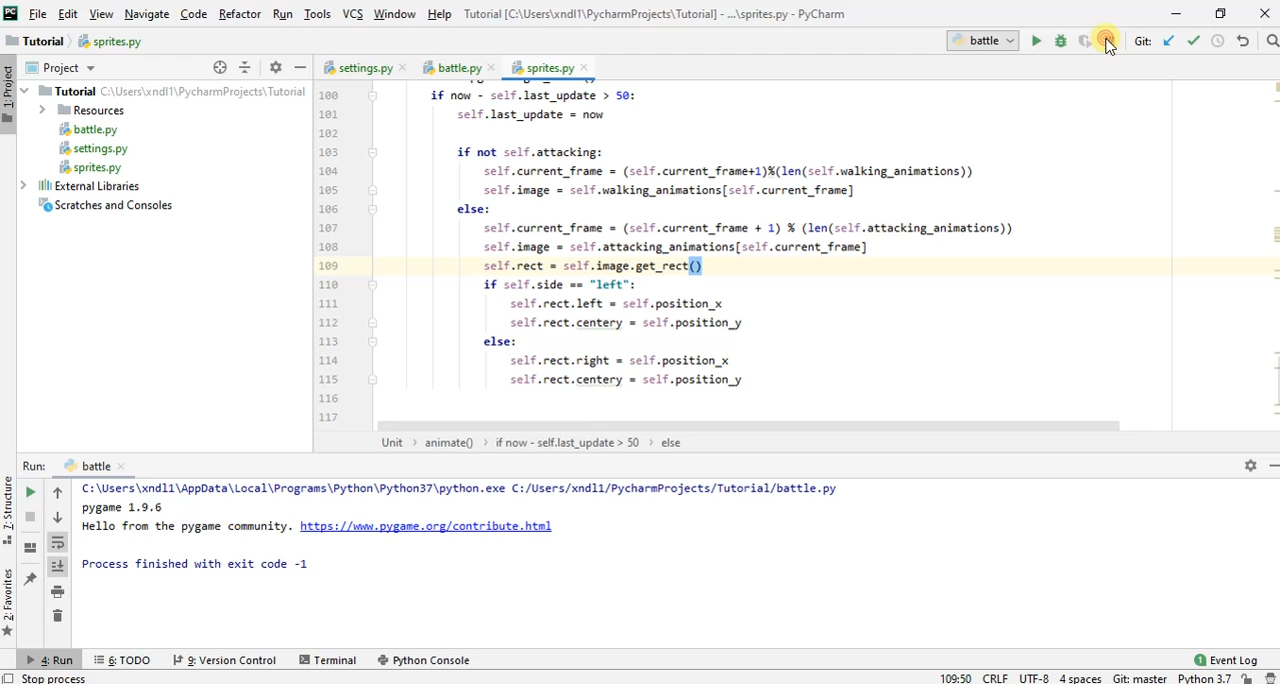 PC File Edit View Navigate Code Refactor Run Tools VCS Window Help Tutorial [C:\Users\xndl1\PycharmProjects\Tutorial] - ...\sprites.py - PyCharm
Tutorial sprites.py battle Git:
1: Project
Project settings.py battle.py sprites.py
Tutorial C:\Users\xndl1\PycharmProjects\Tutorial
Resources
battle.py
settings.py
sprites.py
External Libraries
Scratches and Consoles
100 if now - self.last_update > 50:
101 self.last_update = now
102
103 if not self.attacking:
104 self.current_frame = (self.current_frame+1)%(len(self.walking_animations))
105 self.image = self.walking_animations[self.current_frame]
106 else:
107 self.current_frame = (self.current_frame + 1) % (len(self.attacking_animations))
108 self.image = self.attacking_animations[self.current_frame]
109 self.rect = self.image.get_rect()
110 if self.side == "left":
111 self.rect.left = self.position_x
112 self.rect.centery = self.position_y
113 else:
114 self.rect.right = self.position_x
115 self.rect.centery = self.position_y
116
117
Unit › animate() › if now - self.last_update > 50 › else
Run: battle
C:\Users\xndl1\AppData\Local\Programs\Python\Python37\python.exe C:/Users/xndl1/PycharmProjects/Tutorial/battle.py
pygame 1.9.6
Hello from the pygame community. https://www.pygame.org/contribute.html
Process finished with exit code -1
7: Structure
2: Favorites
4: Run 6: TODO 9: Version Control Terminal Python Console 1 Event Log
Stop process 109:50 CRLF UTF-8 4 spaces Git: master Python 3.7